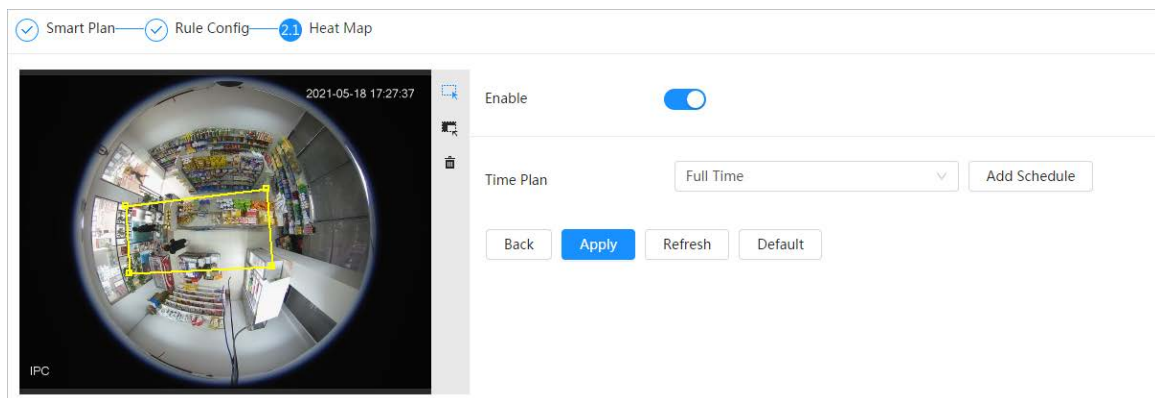 Smart Plan Rule Config 2.1 Heat Map
2021-05-18 17:27:37
Enable
Time Plan Full Time Add Schedule
Back Apply Refresh Default
IPC